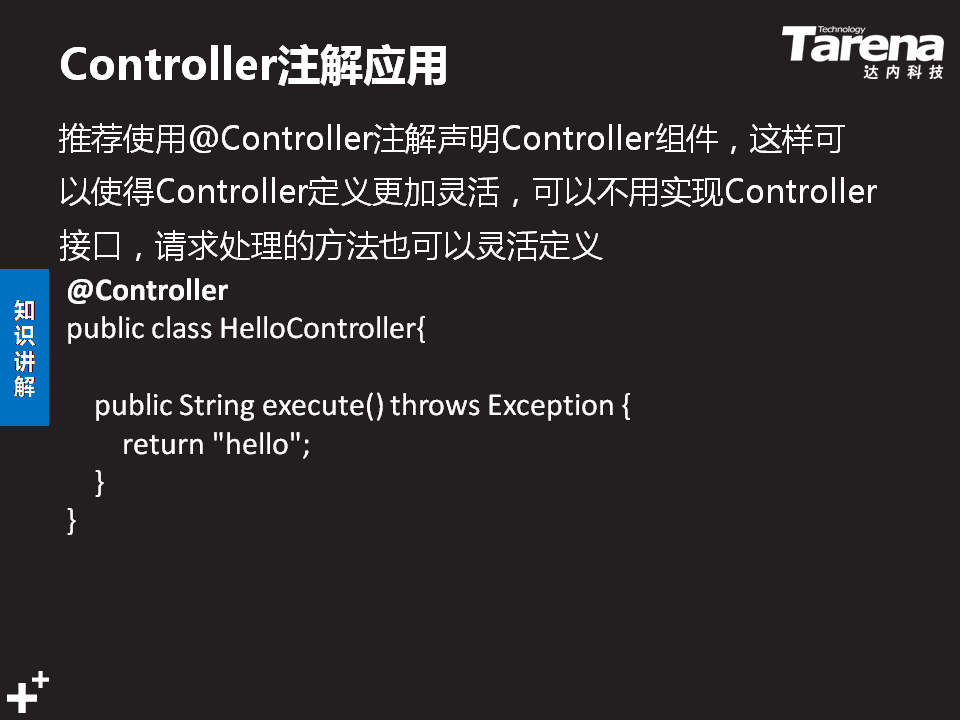 Controller注解应用
Technology
Tarena
达内科技
推荐使用@Controller注解声明Controller组件，这样可
以使得Controller定义更加灵活，可以不用实现Controller
接口，请求处理的方法也可以灵活定义
知识讲解
@Controller
public class HelloController{
public String execute() throws Exception {
return "hello";
}
}